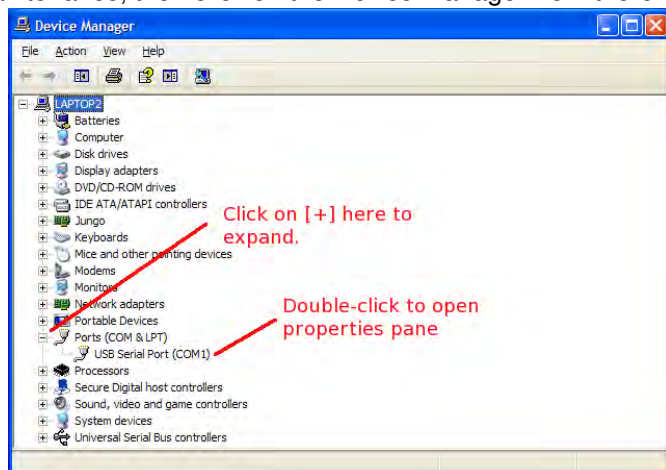 Device Manager
File Action View Help
LAPTOP2
Batteries
Computer
Disk drives
Display adapters
DVD/CD-ROM drives
IDE ATA/ATAPI controllers
Jungo
Keyboards
Mice and other pointing devices
Modems
Monitors
Network adapters
Portable Devices
Ports (COM & LPT)
USB Serial Port (COM1)
Processors
Secure Digital host controllers
Sound, video and game controllers
System devices
Universal Serial Bus controllers
Click on [+] here to
expand.
Double-click to open
properties pane